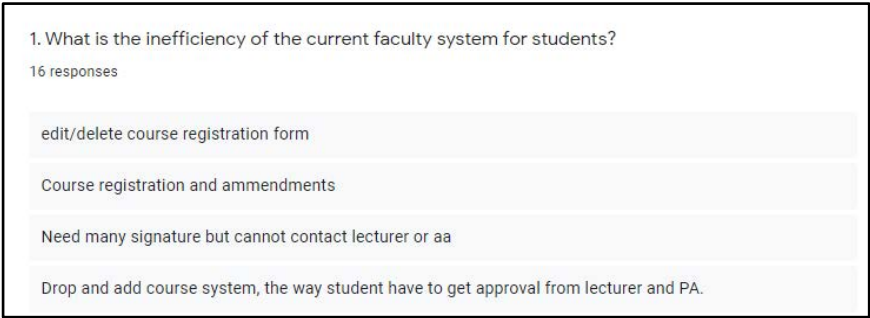 1. What is the inefficiency of the current faculty system for students?
16 responses
edit/delete course registration form
Course registration and ammendments
Need many signature but cannot contact lecturer or aa
Drop and add course system, the way student have to get approval from lecturer and PA.